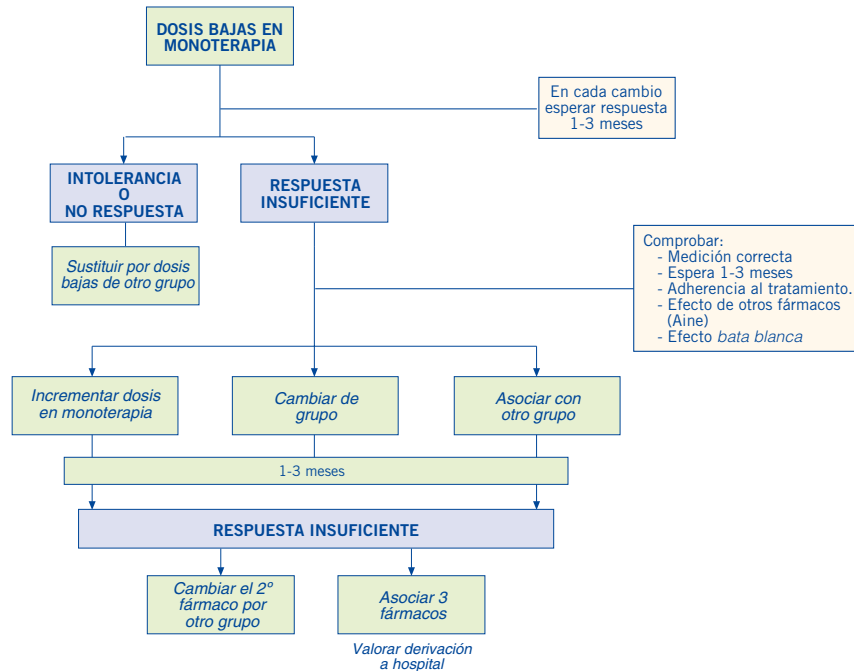 DOSIS BAJAS EN
MONOTERAPIA
En cada cambio
esperar respuesta
1-3 meses
INTOLERANCIA
O
NO RESPUESTA
RESPUESTA
INSUFICIENTE
Sustituir por dosis
bajas de otro grupo
Comprobar:
- Medición correcta
- Espera 1-3 meses
- Adherencia al tratamiento.
- Efecto de otros fármacos
(Aine)
- Efecto bata blanca
Incrementar dosis
en monoterapia
Cambiar de
grupo
Asociar con
otro grupo
1-3 meses
RESPUESTA INSUFICIENTE
Cambiar el 2º
fármaco por
otro grupo
Asociar 3
fármacos
Valorar derivación
a hospital